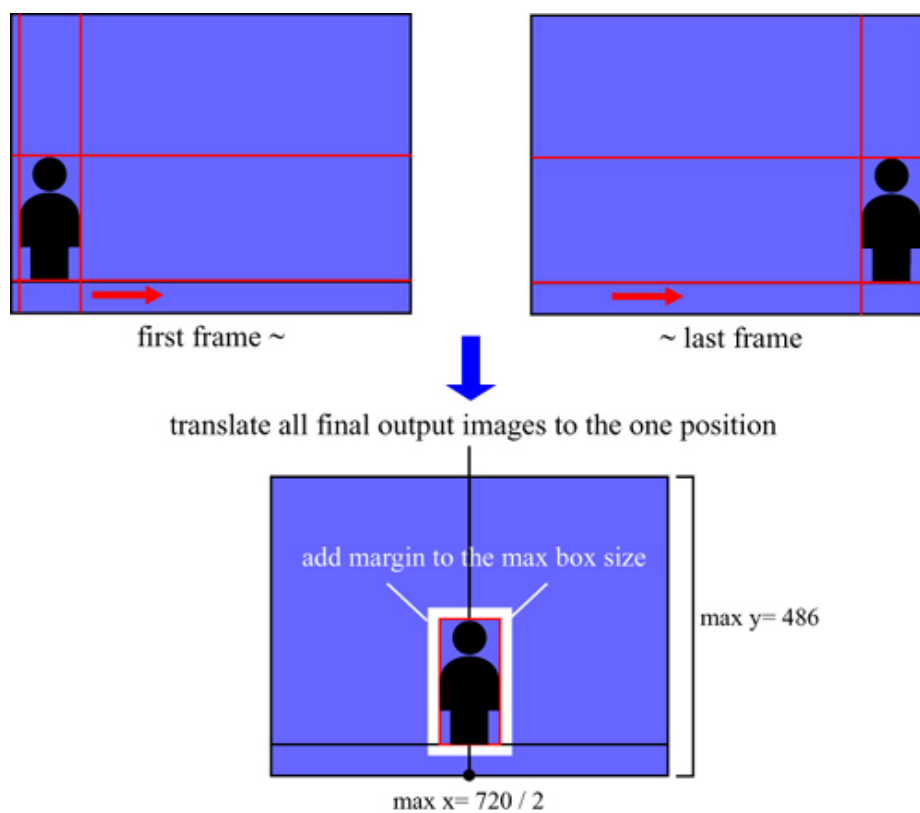 first frame ~
~ last frame
translate all final output images to the one position
add margin to the max box size
max y= 486
max x= 720 / 2